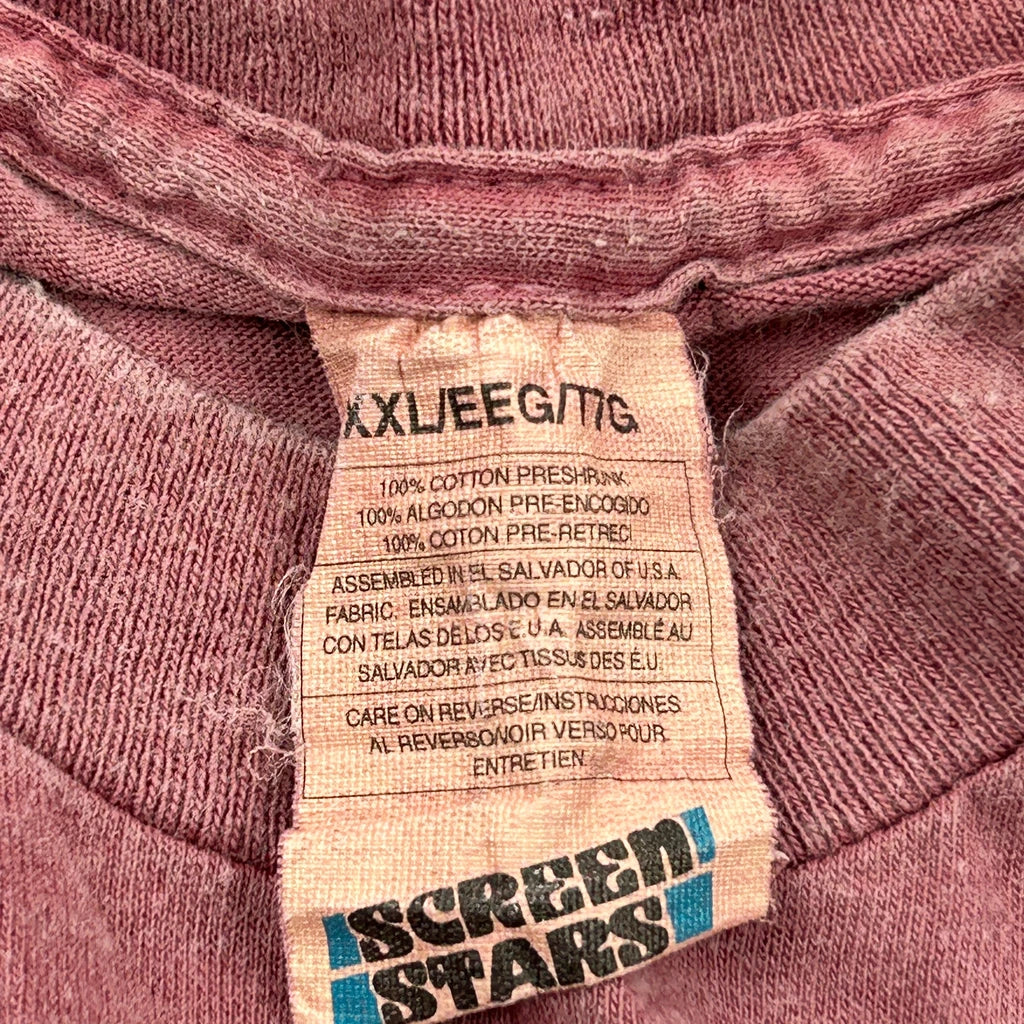 XXL/EEG/TTG
100% COTTON PRESHRUNK
100% ALGODON PRE-ENCOGIDO
100% COTON PRE-RETRECI
ASSEMBLED IN EL SALVADOR OF U.S.A.
FABRIC. ENSAMBLADO EN EL SALVADOR
CON TELAS DE LOS E.U.A. ASSEMBLÉ AU
SALVADOR AVEC TISSUS DES É.U.
CARE ON REVERSE/INSTRUCCIONES
AL REVERSO/VOIR VERSO POUR
ENTRETIEN
SCREEN
STARS